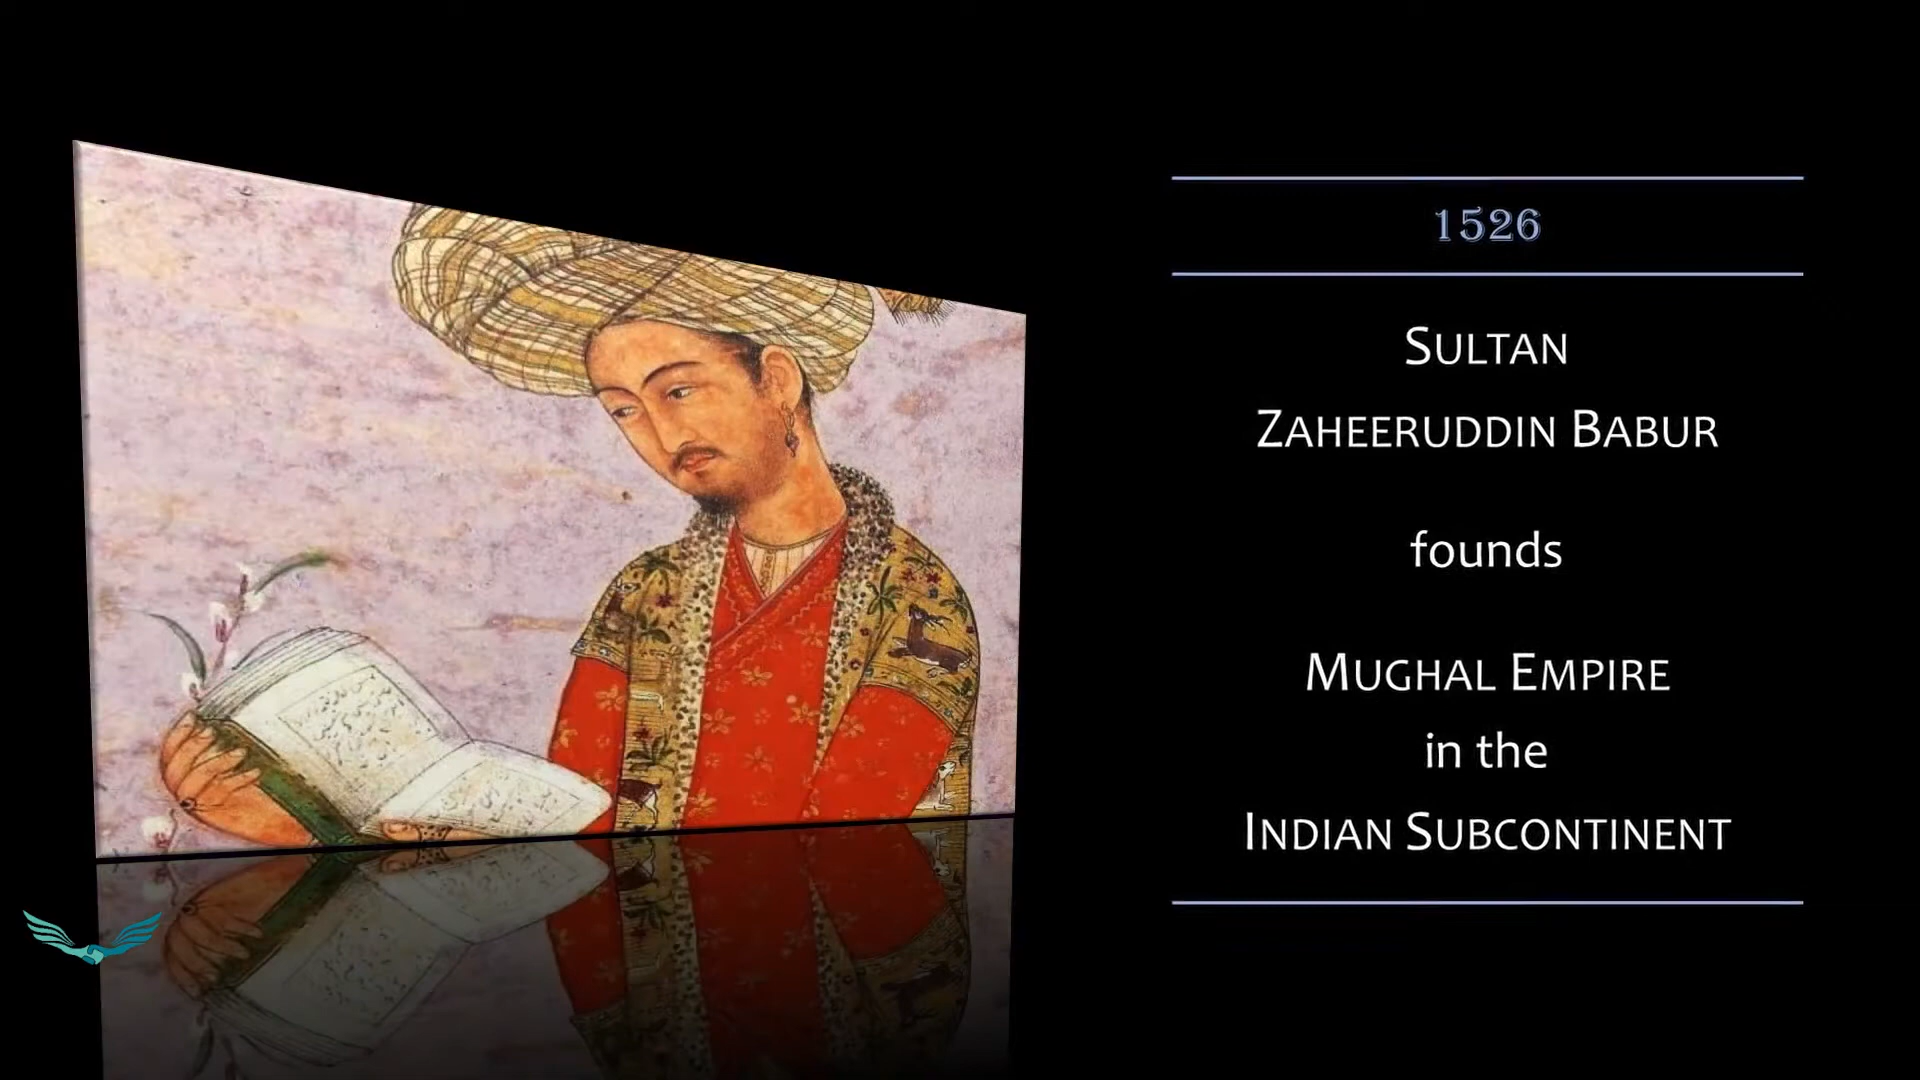 1526
SULTAN
ZAHEERUDDIN BABUR
founds
MUGHAL EMPIRE
in the
INDIAN SUBCONTINENT